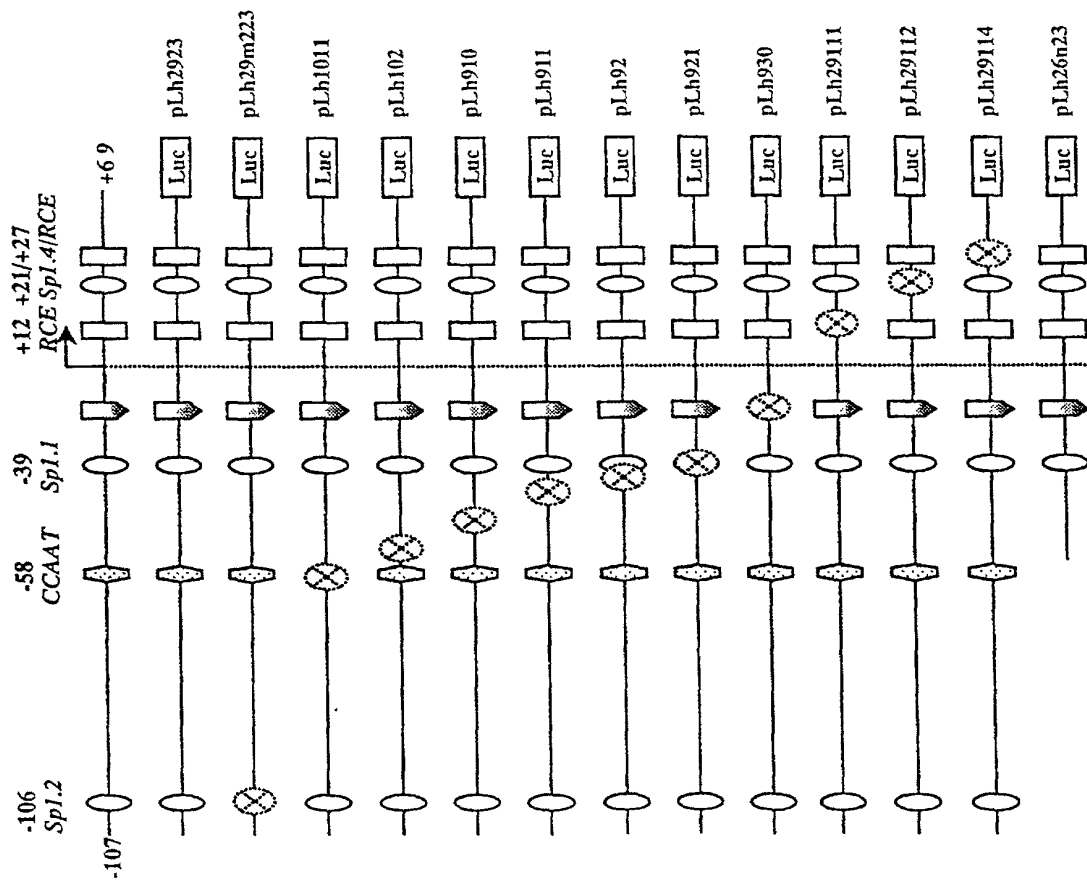 -106 -58 -39 +12 +21/+27
Sp1.2 CCAAT Sp1.1 RCE Sp1.4/RCE
-107 +69
Luc pLh2923
Luc pLh29m223
Luc pLh1011
Luc pLh102
Luc pLh910
Luc pLh911
Luc pLh92
Luc pLh921
Luc pLh930
Luc pLh29111
Luc pLh29112
Luc pLh29114
Luc pLh26n23